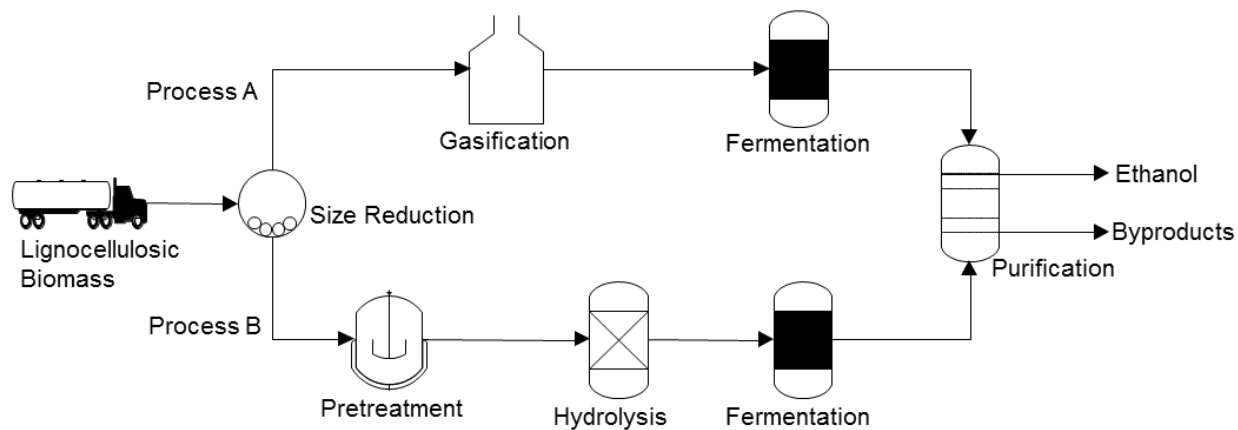 Process A
Gasification
Fermentation
Ethanol
Size Reduction
Byproducts
Lignocellulosic
Biomass
Purification
Process B
Pretreatment
Hydrolysis
Fermentation